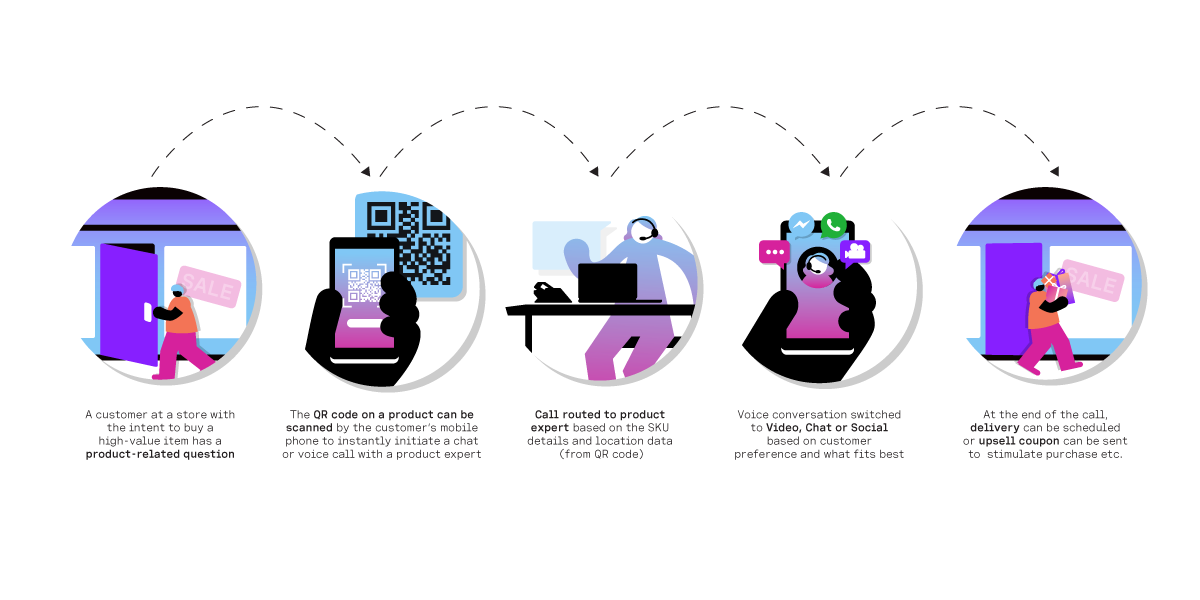 SALE
SALE
A customer at a store with
the intent to buy a
high-value item has a
product-related question
The QR code on a product can be
scanned by the customer's mobile
phone to instantly initiate a chat
or voice call with a product expert
Call routed to product
expert based on the SKU
details and location data
(from QR code)
Voice conversation switched
to Video, Chat or Social
based on customer
preference and what fits best
At the end of the call,
delivery can be scheduled
or upsell coupon can be sent
to stimulate purchase etc.